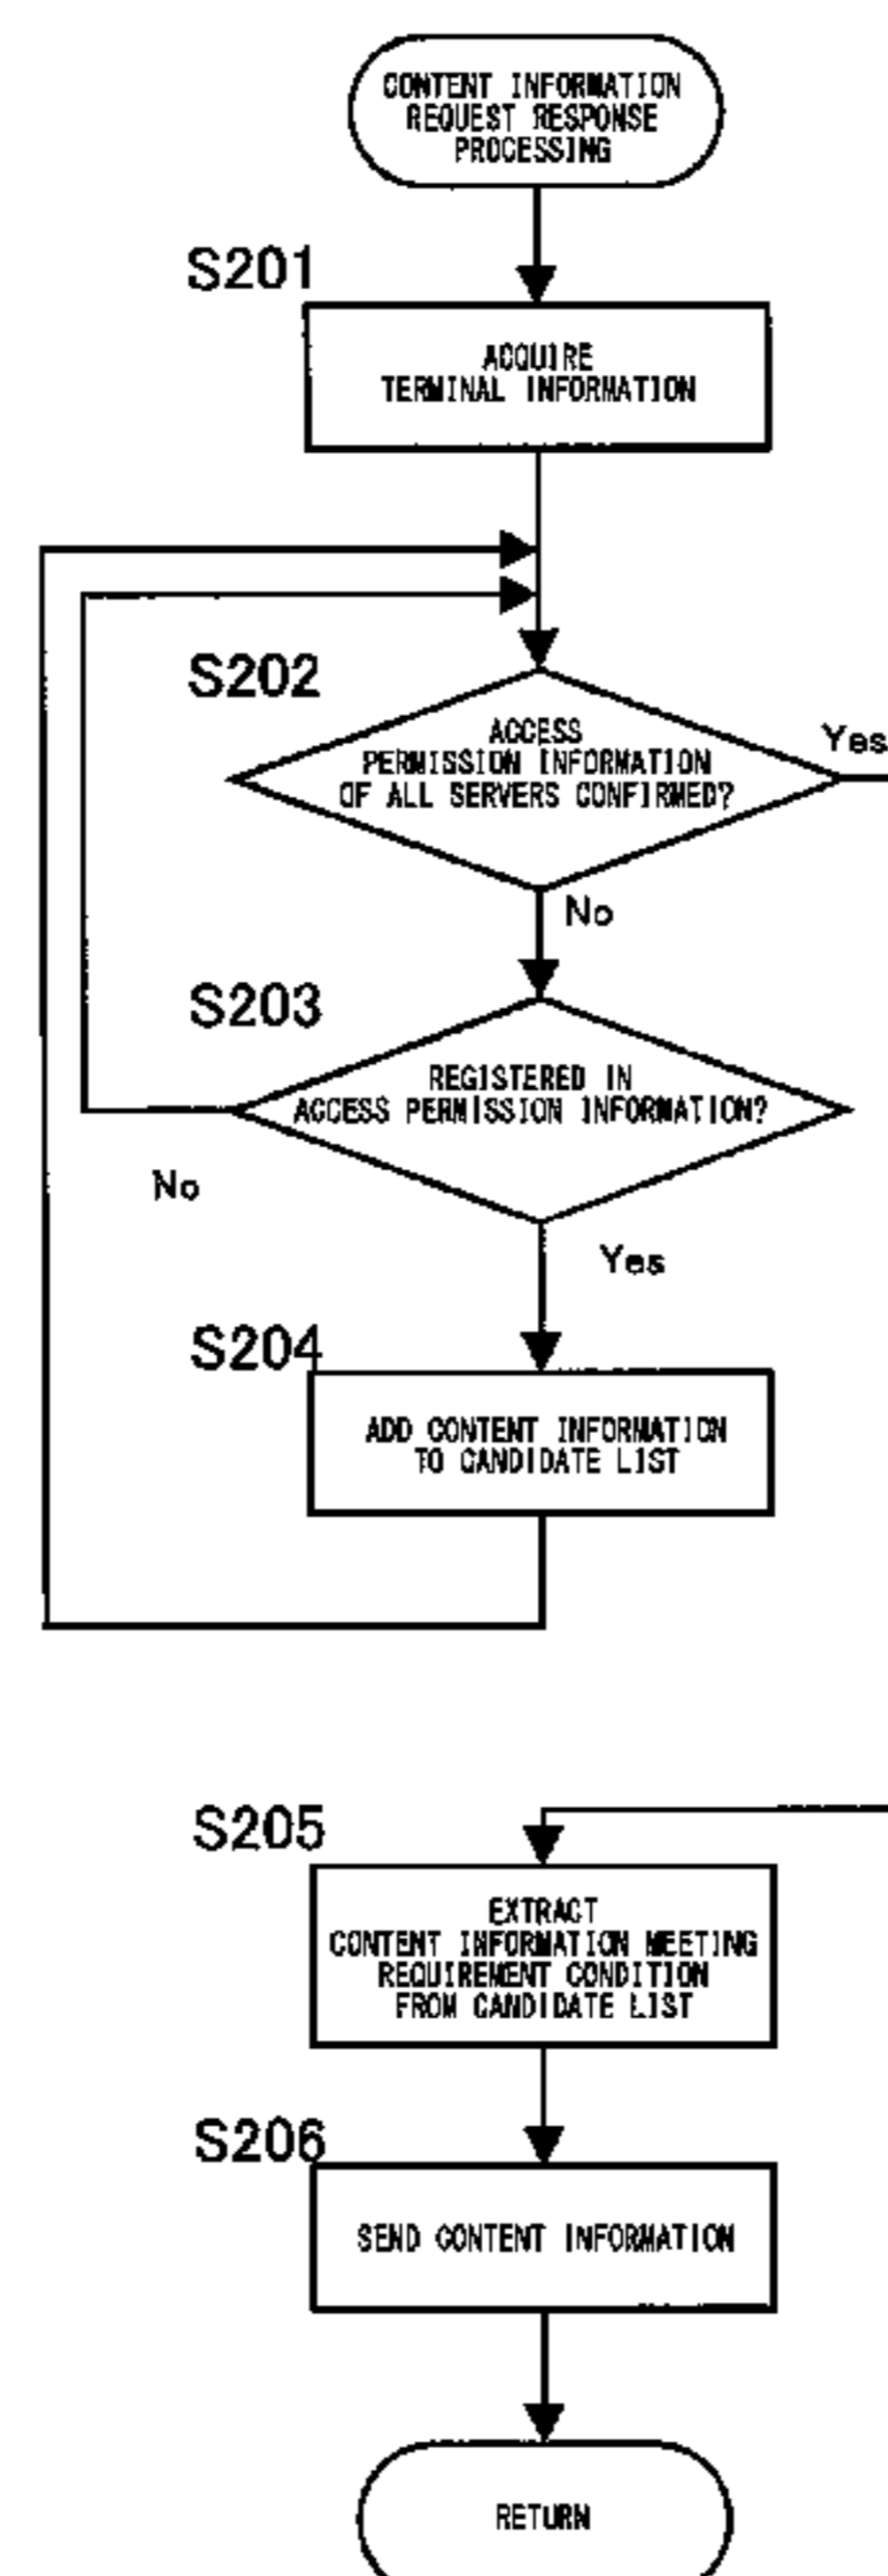 CONTENT INFORMATION
REQUEST RESPONSE
PROCESSING
S201
ACQUIRE
TERMINAL INFORMATION
S202
ACCESS
PERMISSION INFORMATION
OF ALL SERVERS CONFIRMED?
Yes
No
S203
REGISTERED IN
ACCESS PERMISSION INFORMATION?
No
Yes
S204
ADD CONTENT INFORMATION
TO CANDIDATE LIST
S205
EXTRACT
CONTENT INFORMATION MEETING
REQUIREMENT CONDITION
FROM CANDIDATE LIST
S206
SEND CONTENT INFORMATION
RETURN